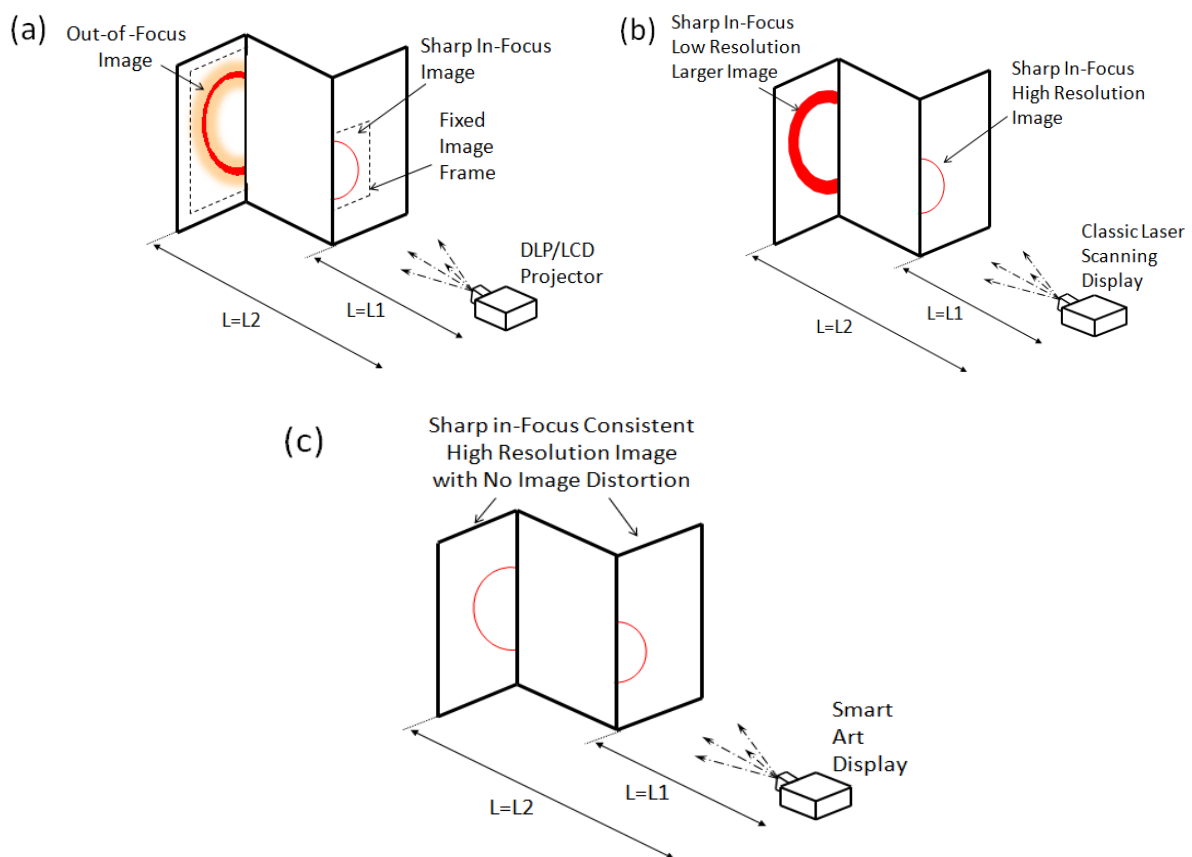 (a)
Out-of -Focus
Image
Sharp In-Focus
Image
Fixed
Image
Frame
DLP/LCD
Projector
L=L2
L=L1
(b)
Sharp In-Focus
Low Resolution
Larger Image
Sharp In-Focus
High Resolution
Image
Classic Laser
Scanning
Display
L=L2
L=L1
(c)
Sharp in-Focus Consistent
High Resolution Image
with No Image Distortion
Smart
Art
Display
L=L2
L=L1